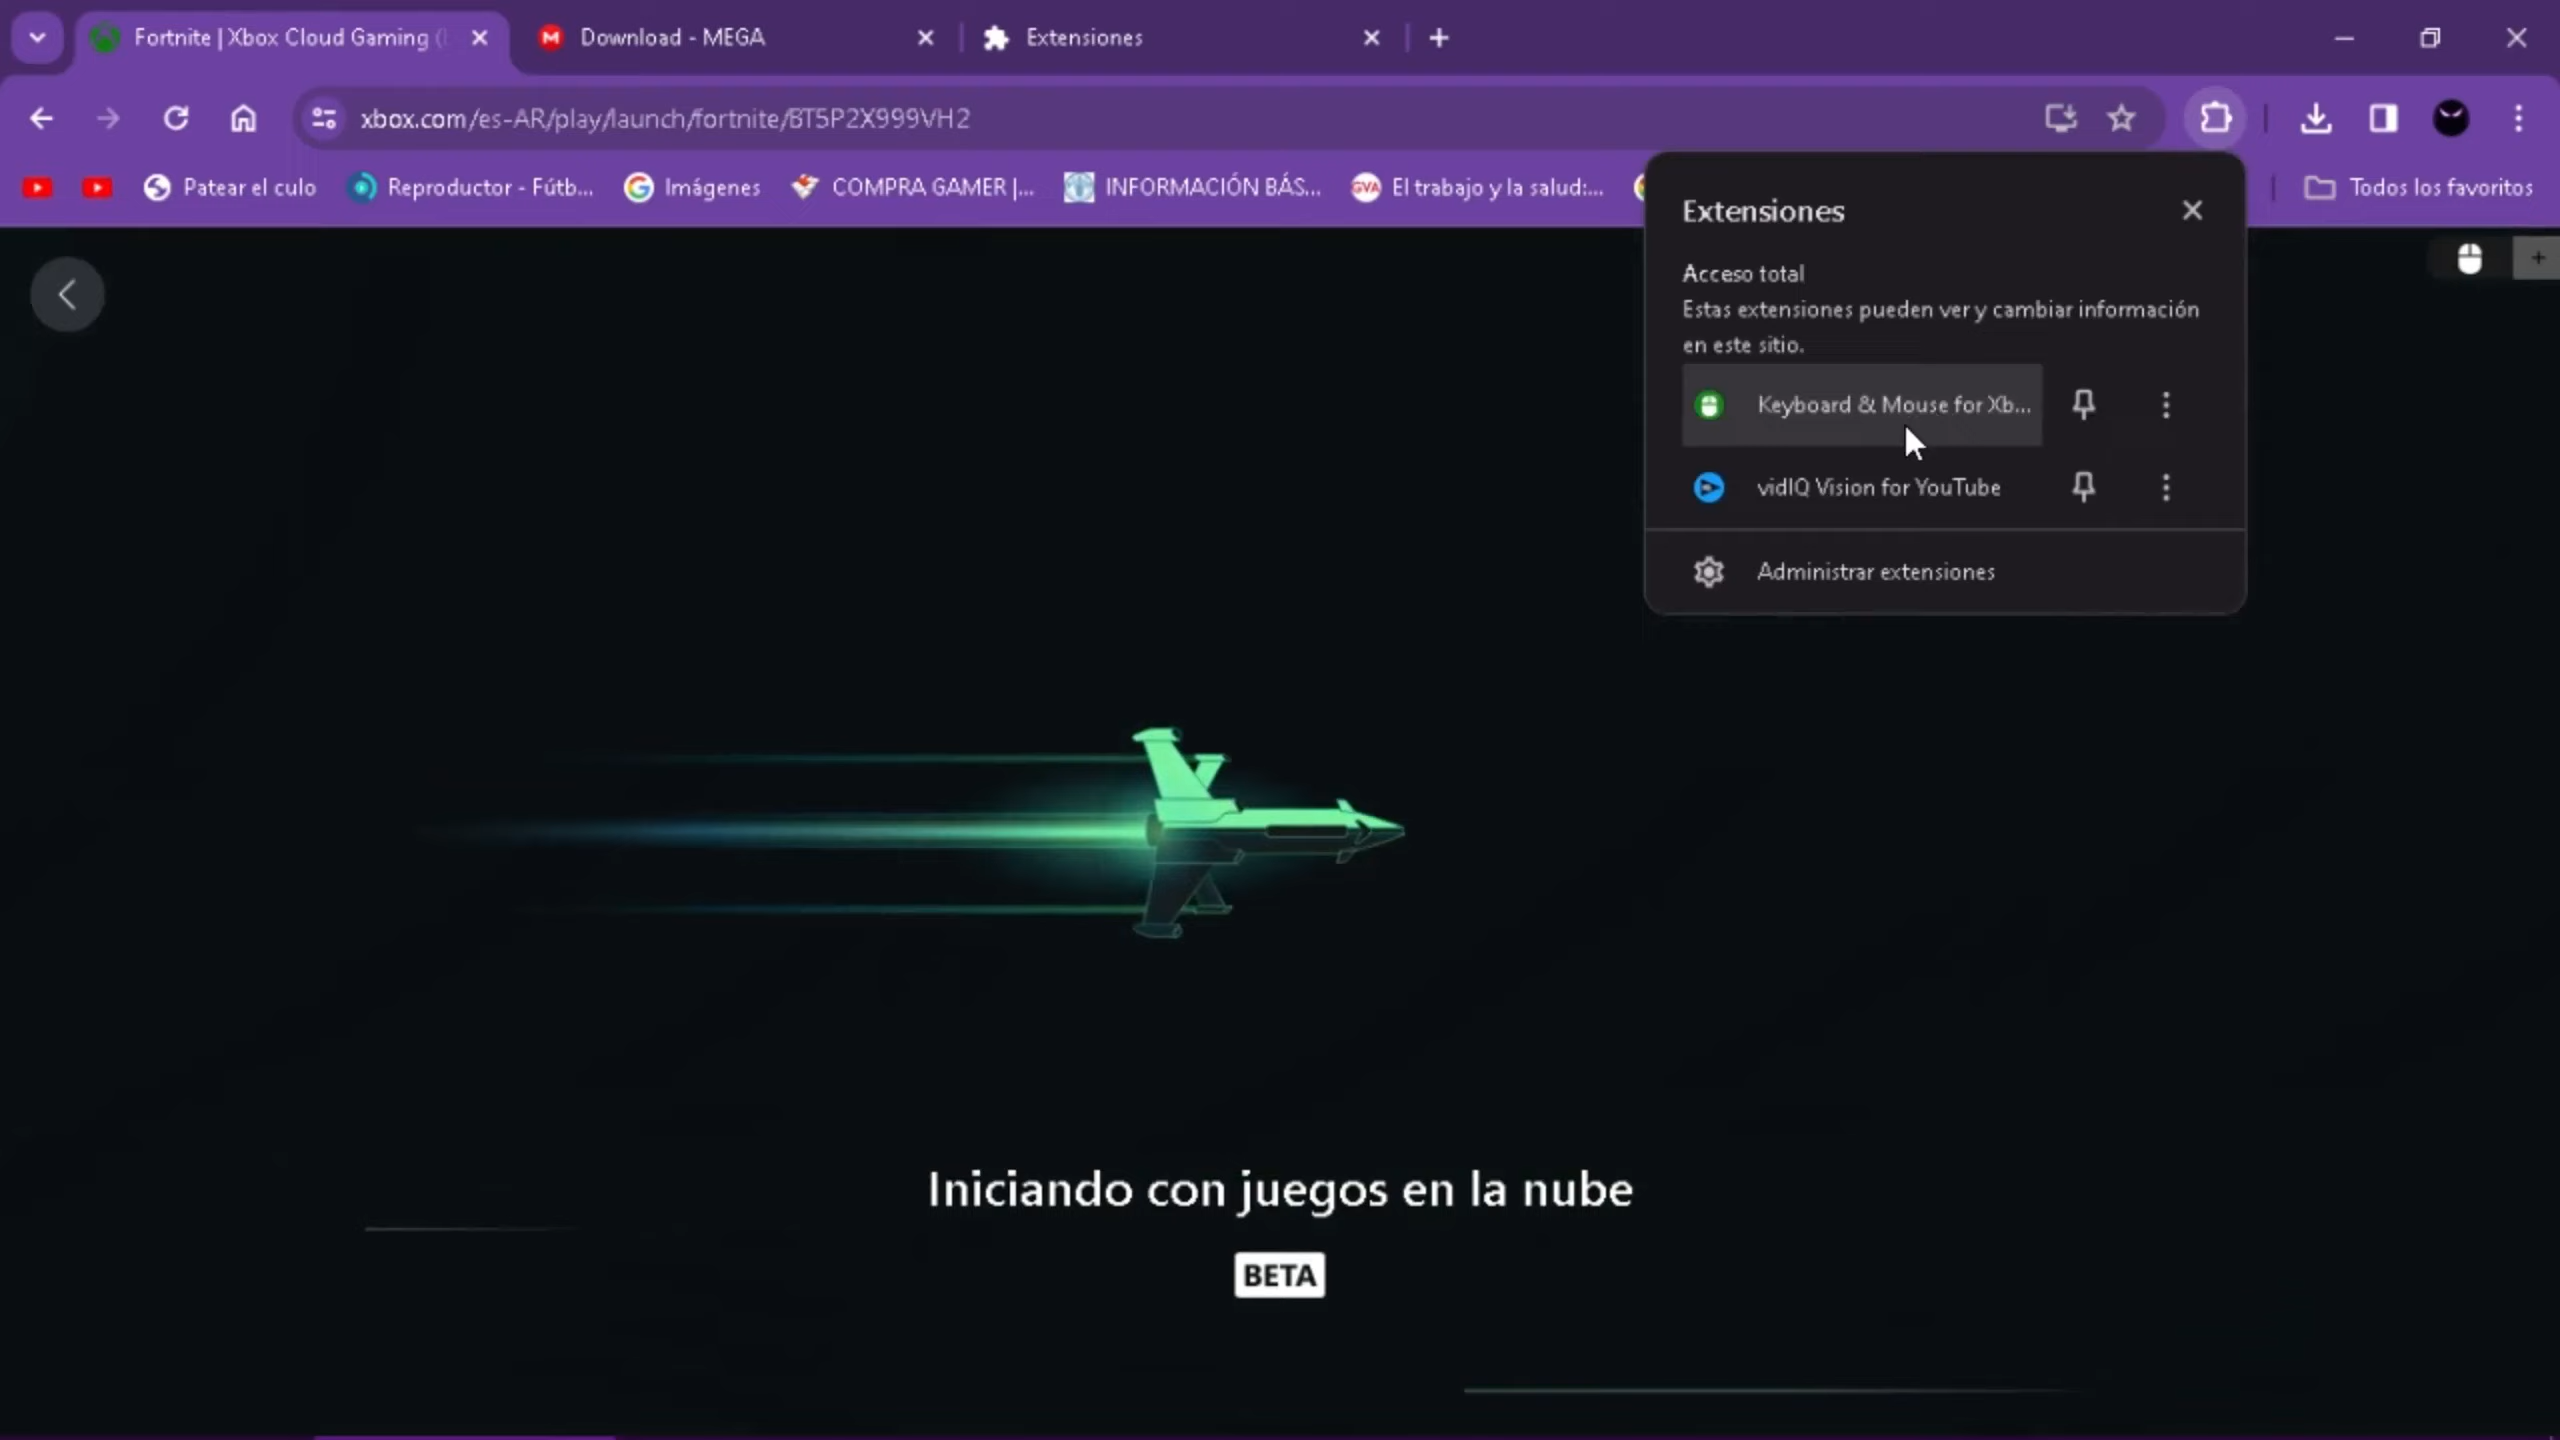 Fortnite | Xbox Cloud Gaming (
Download - MEGA
Extensiones
xbox.com/es-AR/play/launch/fortnite/BT5P2X999VH2
Patear el culo
Reproductor - Fútb...
Imágenes
COMPRA GAMER |...
INFORMACIÓN BÁS...
GVA
El trabajo y la salud:...
Todos los favoritos
Extensiones
Acceso total
Estas extensiones pueden ver y cambiar información
en este sitio.
Keyboard & Mouse for Xb...
vidIQ Vision for YouTube
Administrar extensiones
Iniciando con juegos en la nube
BETA